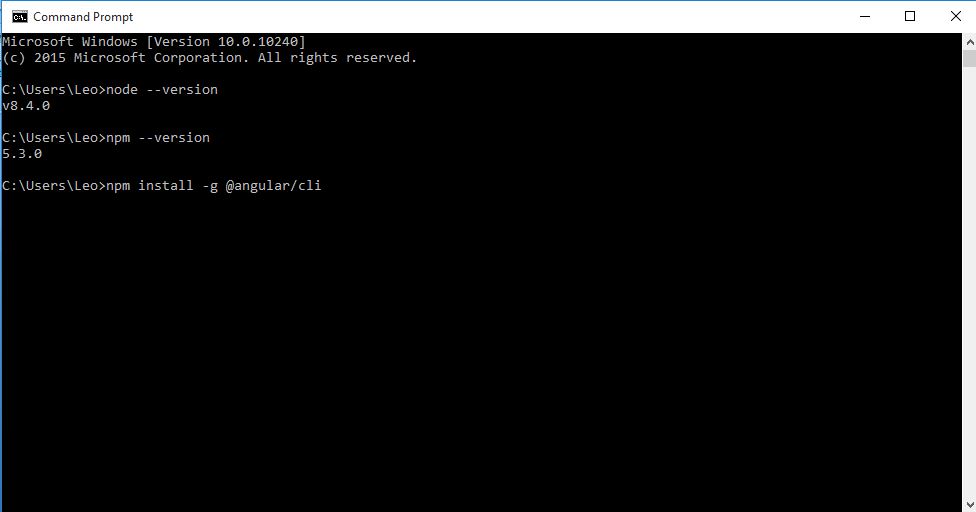 Command Prompt
Microsoft Windows [Version 10.0.10240]
(c) 2015 Microsoft Corporation. All rights reserved.
C:\Users\Leo>node --version
v8.4.0
C:\Users\Leo>npm --version
5.3.0
C:\Users\Leo>npm install -g @angular/cli